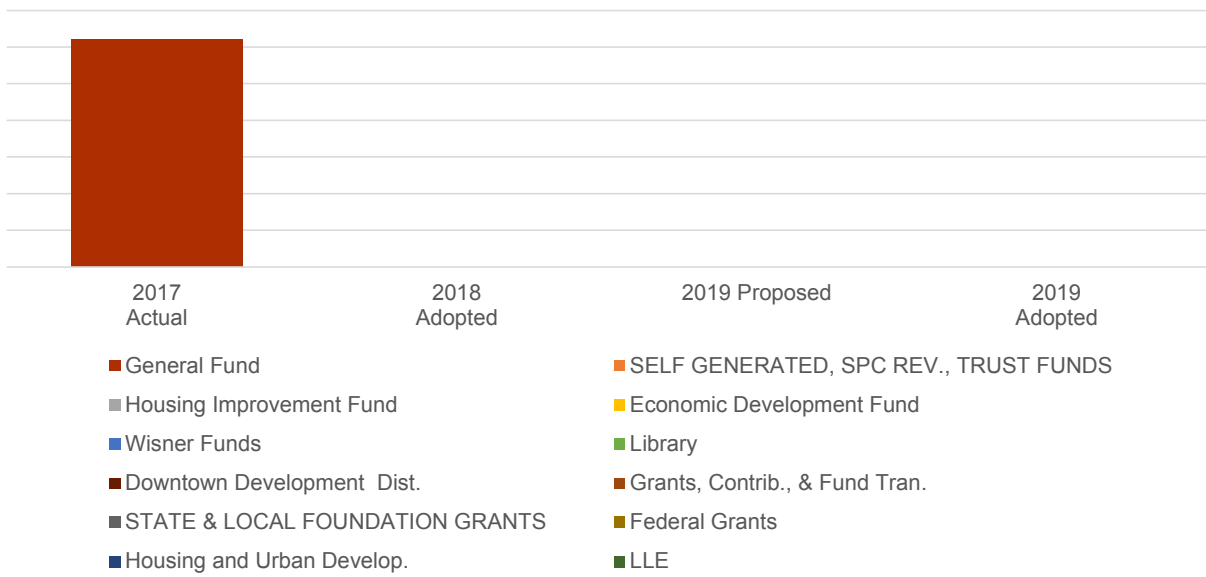 2017 Actual
2018 Adopted
2019 Proposed
2019 Adopted
General Fund
SELF GENERATED, SPC REV., TRUST FUNDS
Housing Improvement Fund
Economic Development Fund
Wisner Funds
Library
Downtown Development  Dist.
Grants, Contrib., & Fund Tran.
STATE & LOCAL FOUNDATION GRANTS
Federal Grants
Housing and Urban Develop.
LLE